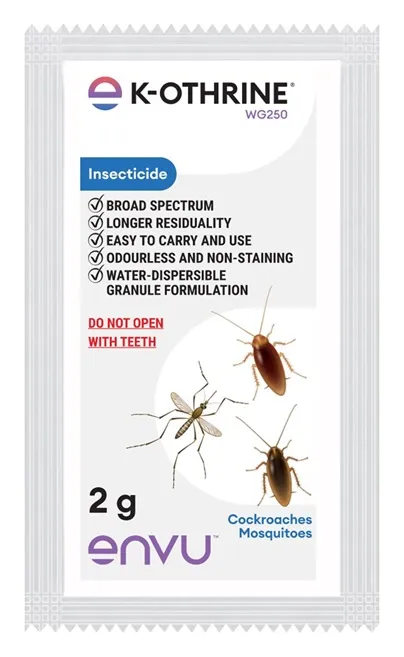 K-OTHRINE®
WG250
Insecticide
BROAD SPECTRUM
LONGER RESIDUALITY
EASY TO CARRY AND USE
ODOURLESS AND NON-STAINING
WATER-DISPERSIBLE
GRANULE FORMULATION
DO NOT OPEN
WITH TEETH
2 g
Cockroaches
Mosquitoes
envu™